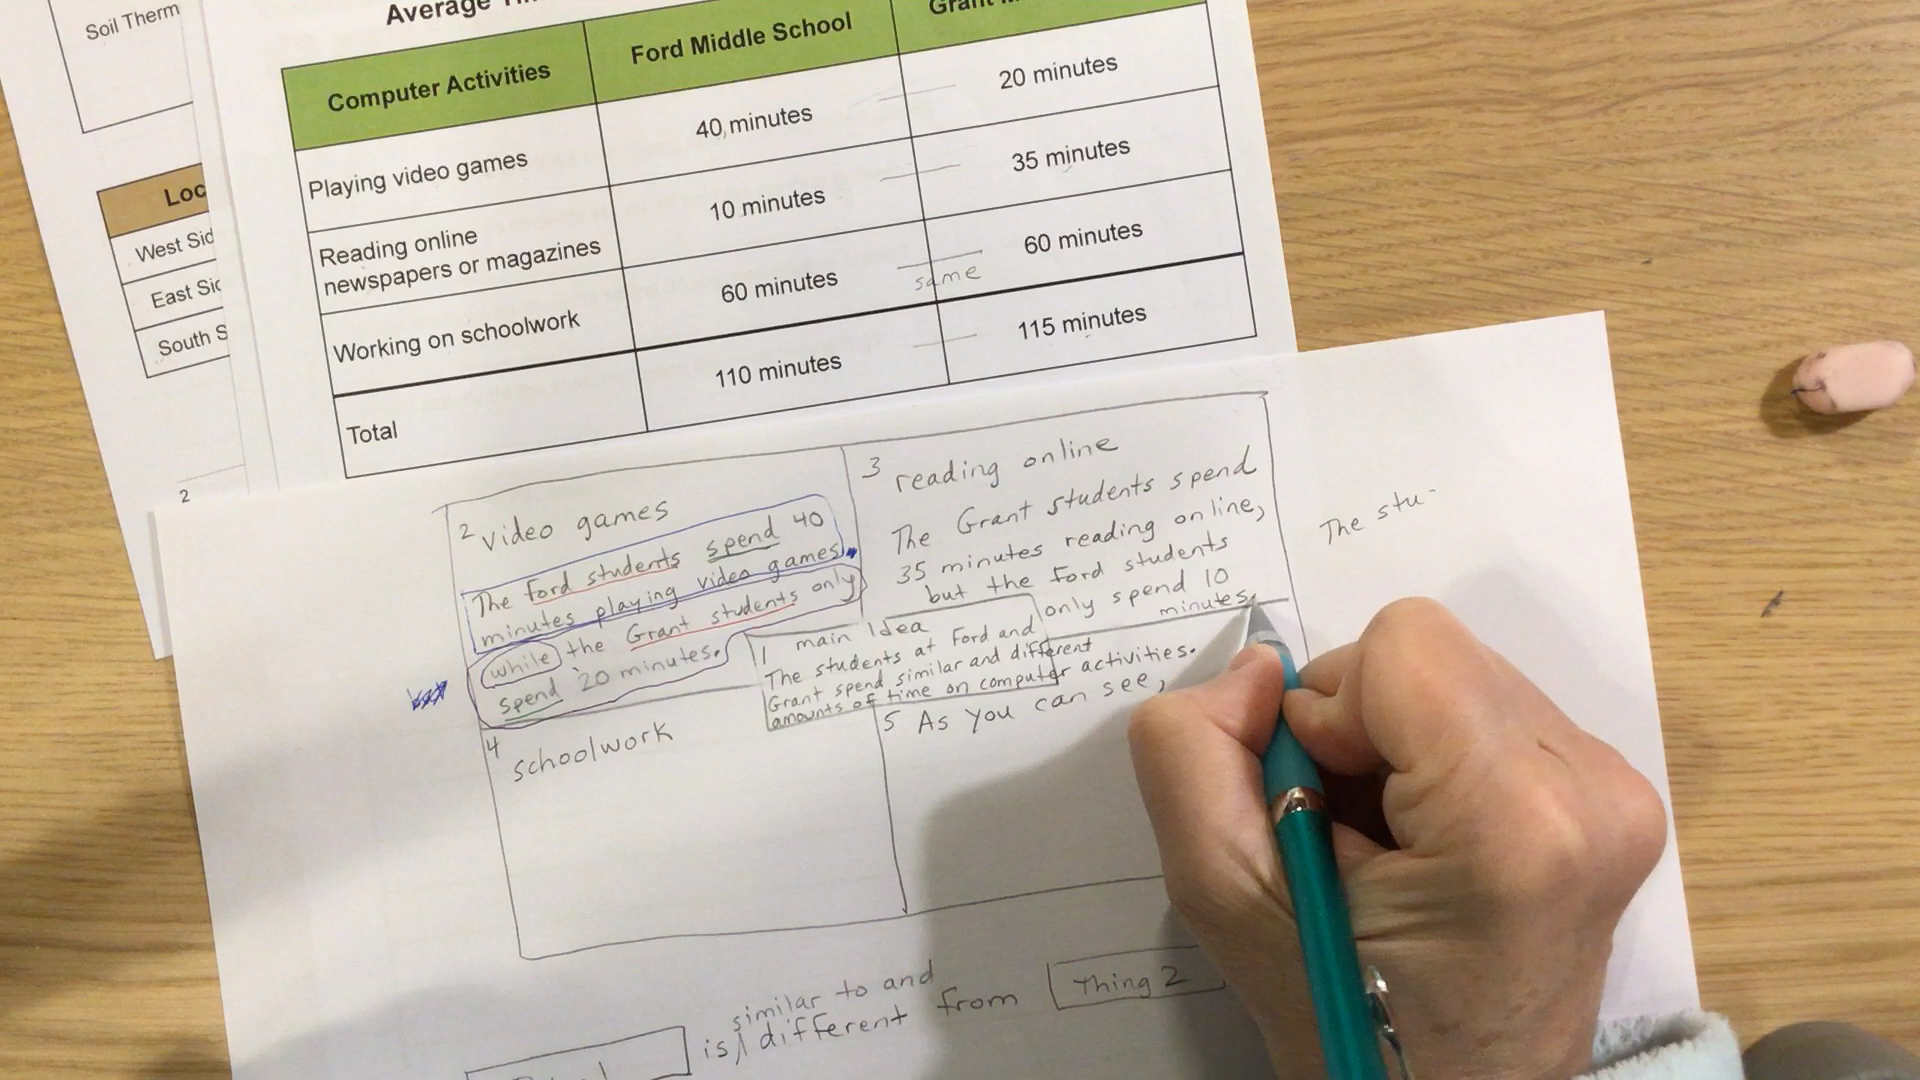 Soil Therm
Loc
West Sid
East Sic
South S
2
Average
Computer Activities
Ford Middle School
Playing video games
40 minutes
20 minutes
Reading online
newspapers or magazines
10 minutes
35 minutes
Working on schoolwork
60 minutes
same
60 minutes
Total
110 minutes
115 minutes
2 video games
The Ford students spend 40
minutes playing video games,
while the Grant students only
spend 20 minutes.
3 reading online
The Grant students spend
35 minutes reading online,
but the Ford students
only spend 10
minutes.
The stu-
1 main Idea
The students at Ford and
Grant spend similar and different
amounts of time on computer activities.
4 schoolwork
5 As you can see,
similar to and
is different from
Thing 2